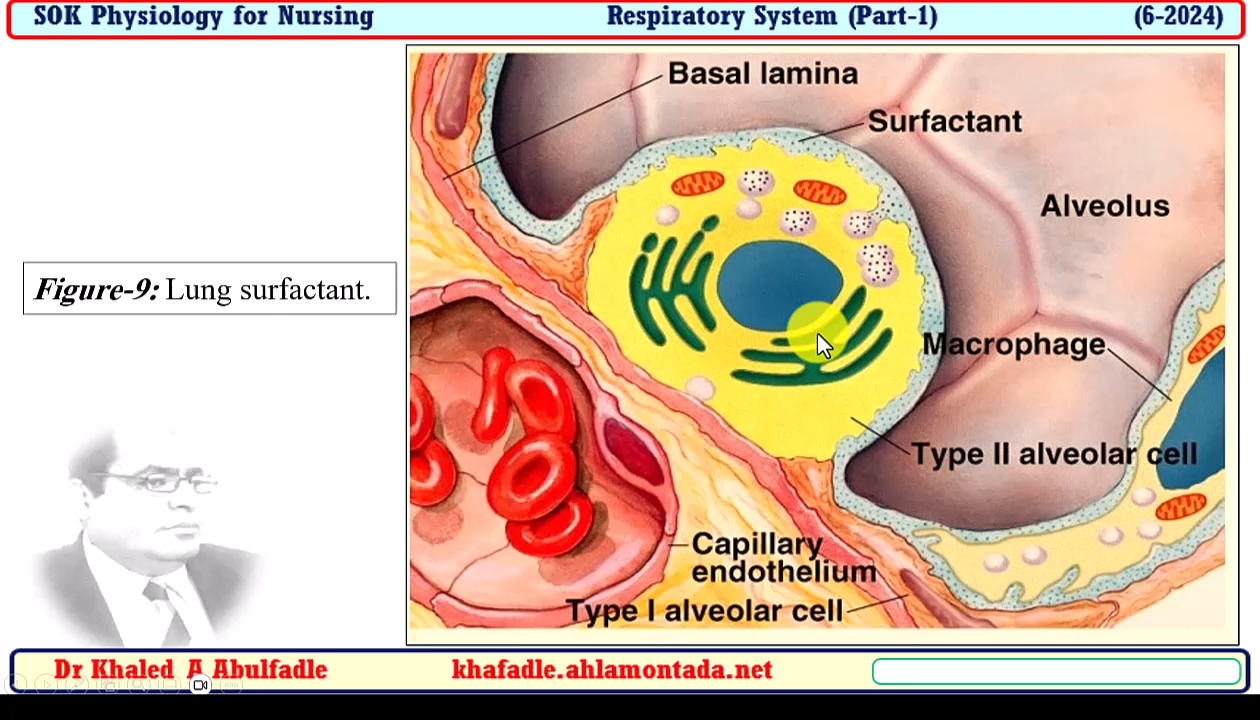 SOK Physiology for Nursing Respiratory System (Part-1) (6-2024)
Basal lamina
Surfactant
Alveolus
Figure-9: Lung surfactant.
Macrophage
Type II alveolar cell
Capillary
endothelium
Type I alveolar cell
Dr Khaled A Abulfadle khafadle.ahlamontada.net